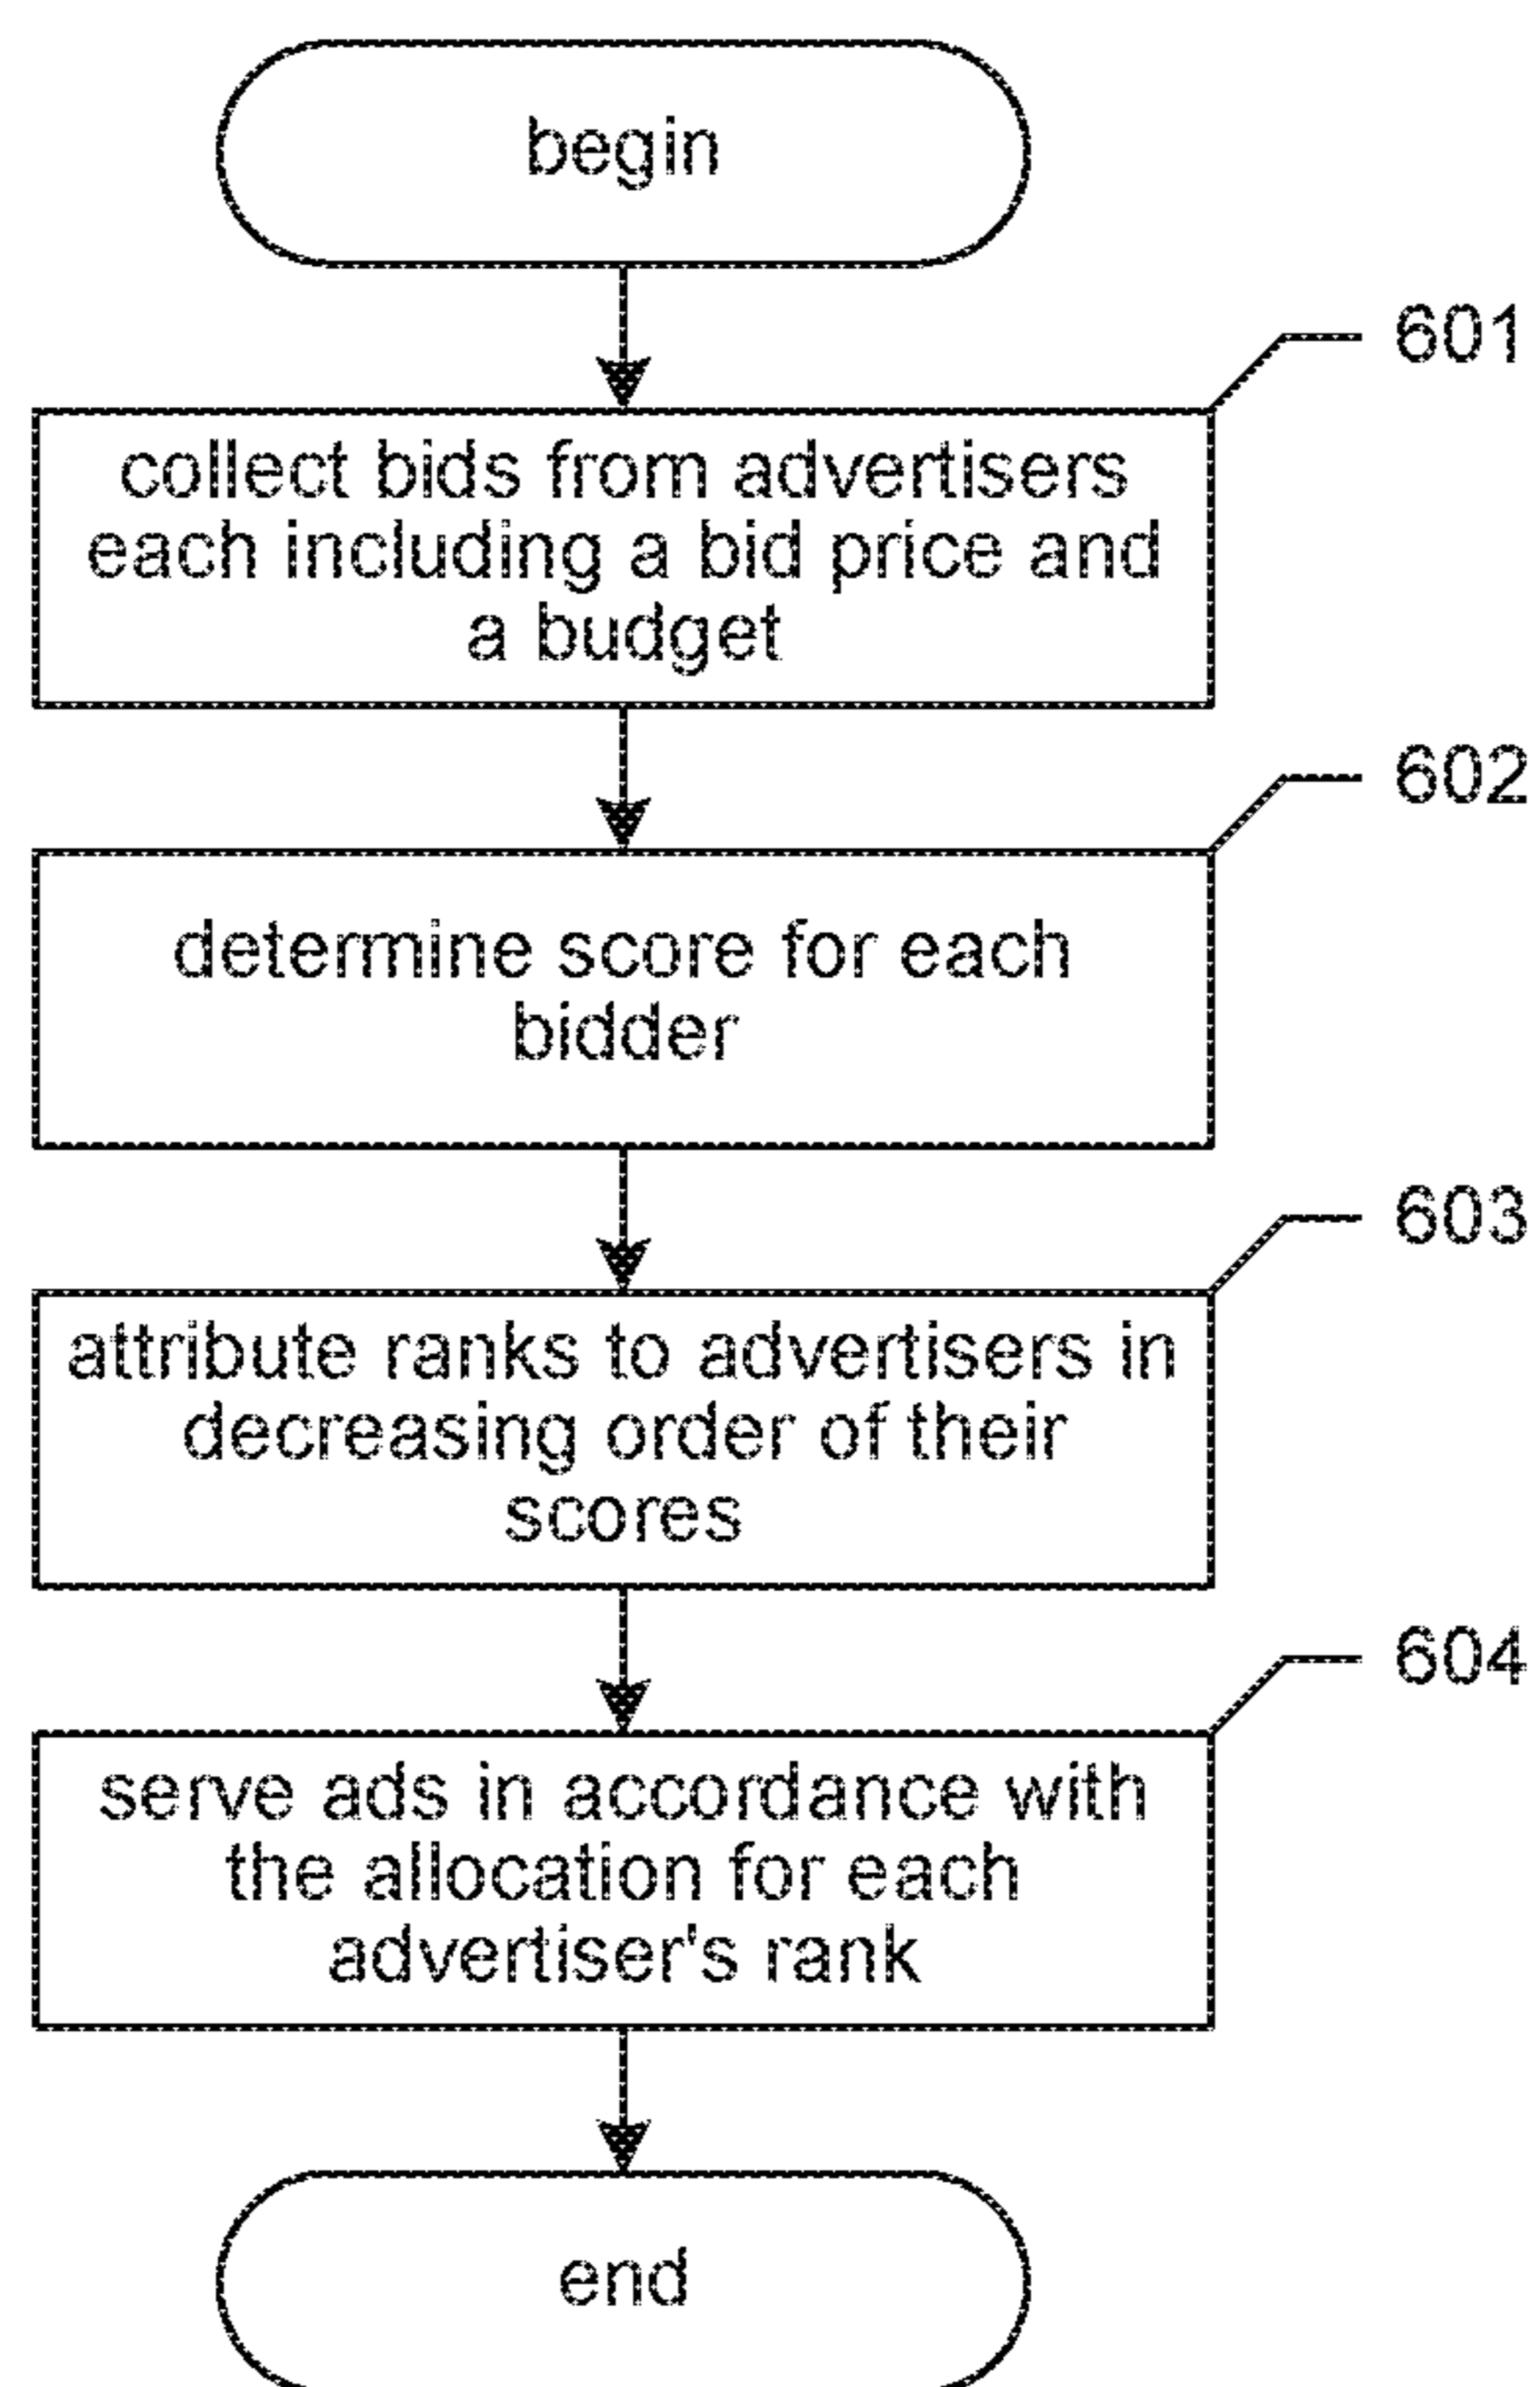 begin
601
collect bids from advertisers
each including a bid price and
a budget
602
determine score for each
bidder
603
attribute ranks to advertisers in
decreasing order of their
scores
604
serve ads in accordance with
the allocation for each
advertiser's rank
end